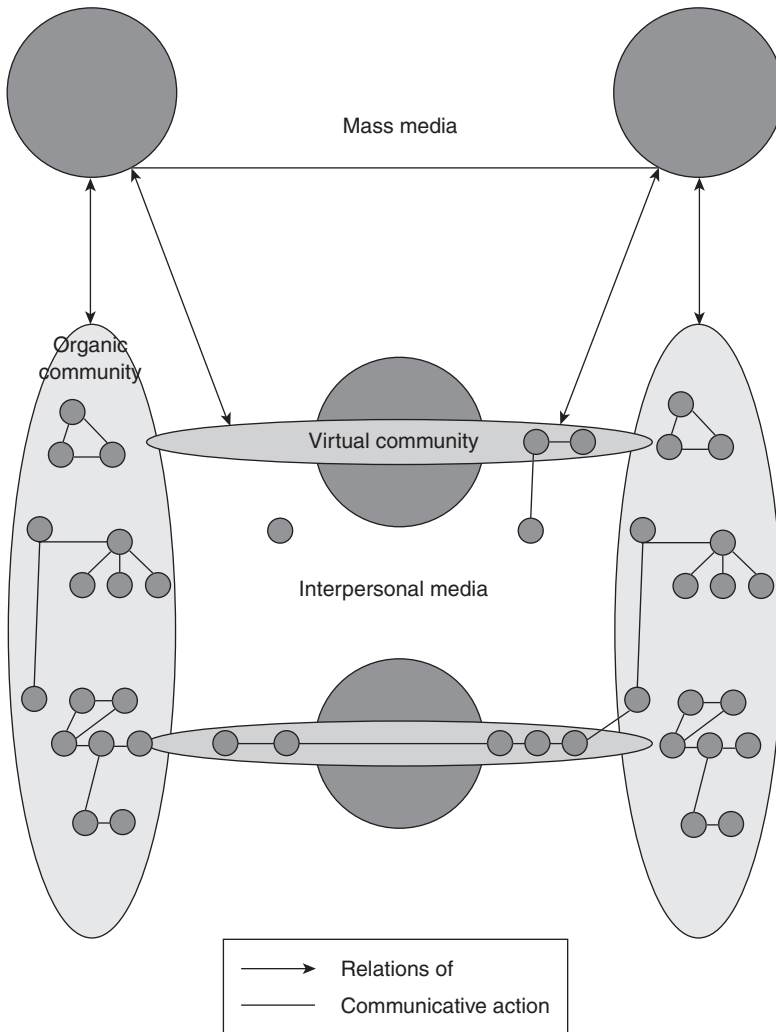 Mass media
Organic
community
Virtual community
Interpersonal media
Relations of
Communicative action